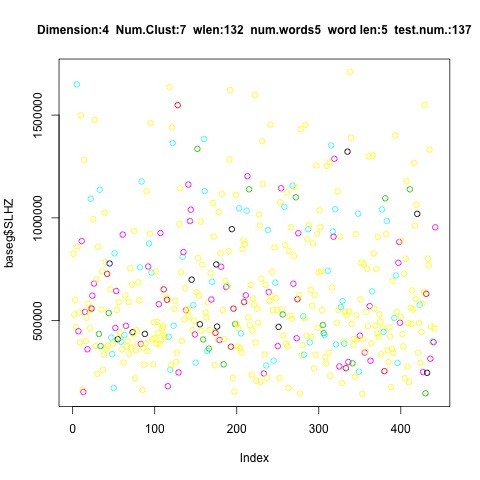 Dimension:4 Num.Clust:7 wlen:132 num.words5 word len:5 test.num.:137
1500000
1000000
500000
baseg$SLHZ
0 100 200 300 400
Index